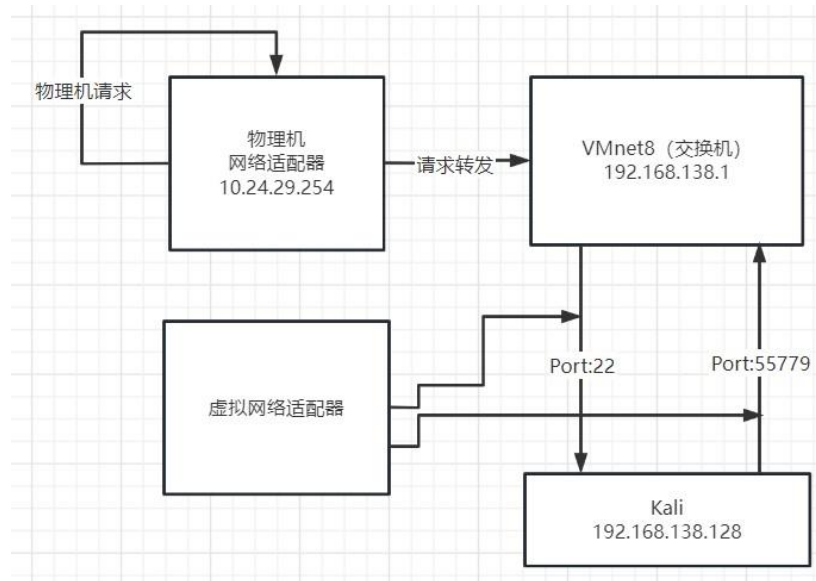 物理机请求
物理机
网络适配器
10.24.29.254
请求转发
VMnet8（交换机）
192.168.138.1
虚拟网络适配器
Port:22
Port:55779
Kali
192.168.138.128